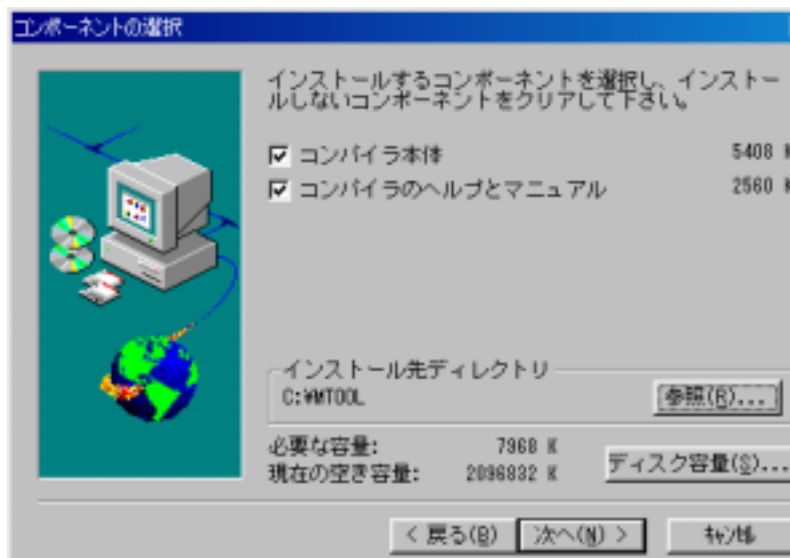 コンポーネントの選択
インストールするコンポーネントを選択し、インストー
ルしないコンポーネントをクリアして下さい。
コンパイラ本体 5408 K
コンパイラのヘルプとマニュアル 2560 K
インストール先ディレクトリ
C:¥MTOOL
参照(R)...
必要な容量: 7968 K
現在の空き容量: 2096832 K
ディスク容量(S)...
< 戻る(B) 次へ(N) > キャンセル